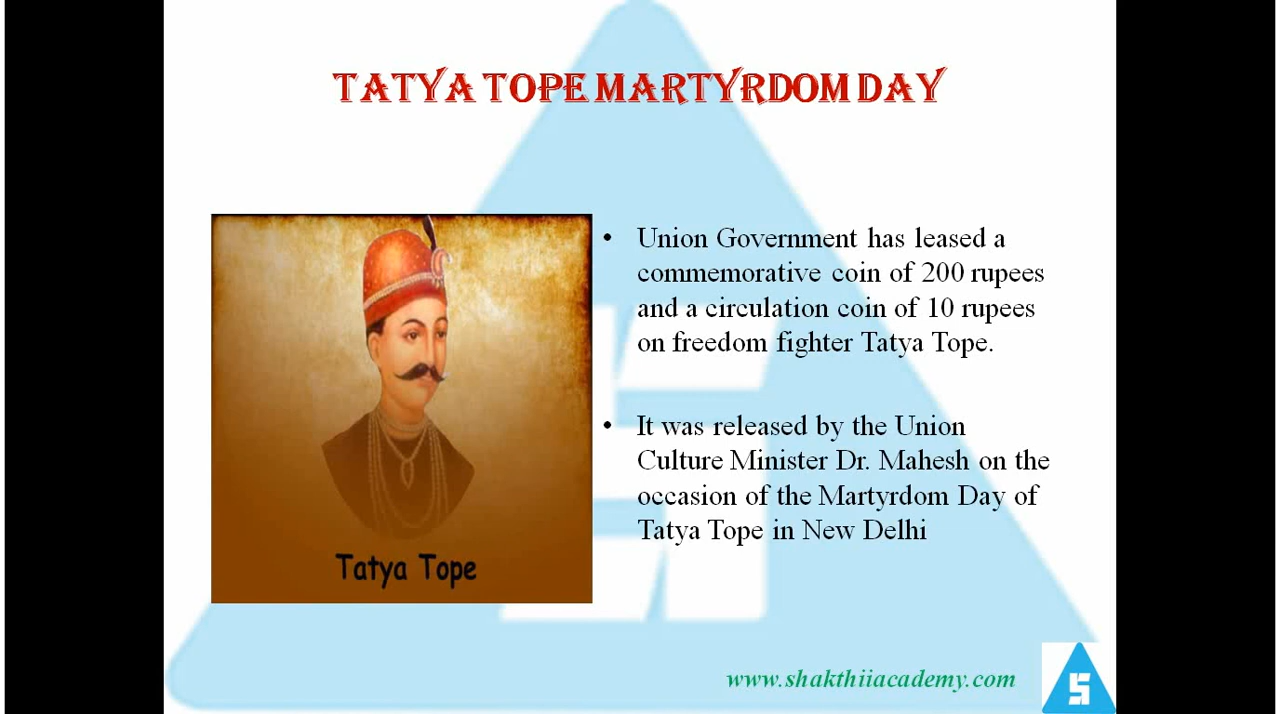 TATYA TOPE MARTYRDOM DAY
• Union Government has leased a
commemorative coin of 200 rupees
and a circulation coin of 10 rupees
on freedom fighter Tatya Tope.
• It was released by the Union
Culture Minister Dr. Mahesh on the
occasion of the Martyrdom Day of
Tatya Tope in New Delhi
Tatya Tope
www.shakthiiacademy.com
S